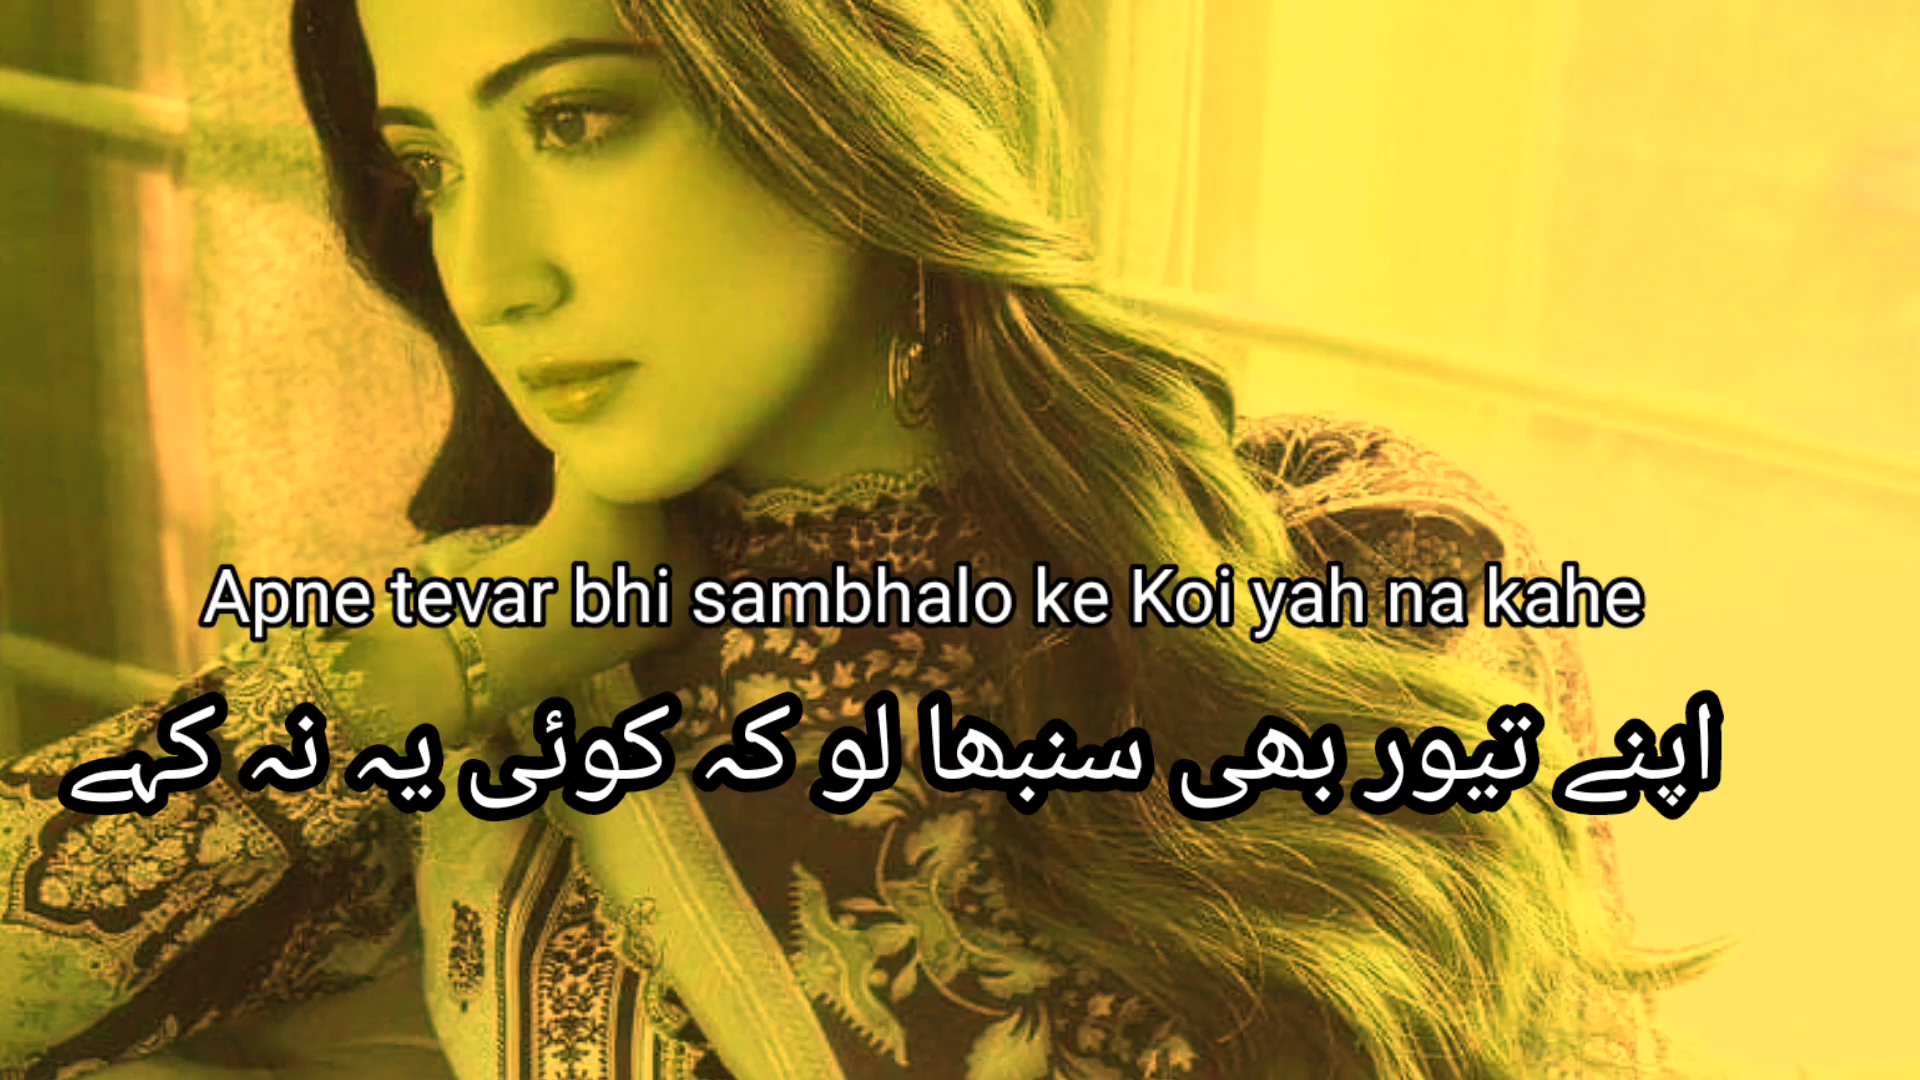 Apne tevar bhi sambhalo ke Koi yah na kahe
اپنے تیور بھی سنبھا لو کہ کوئی یہ نہ کہے